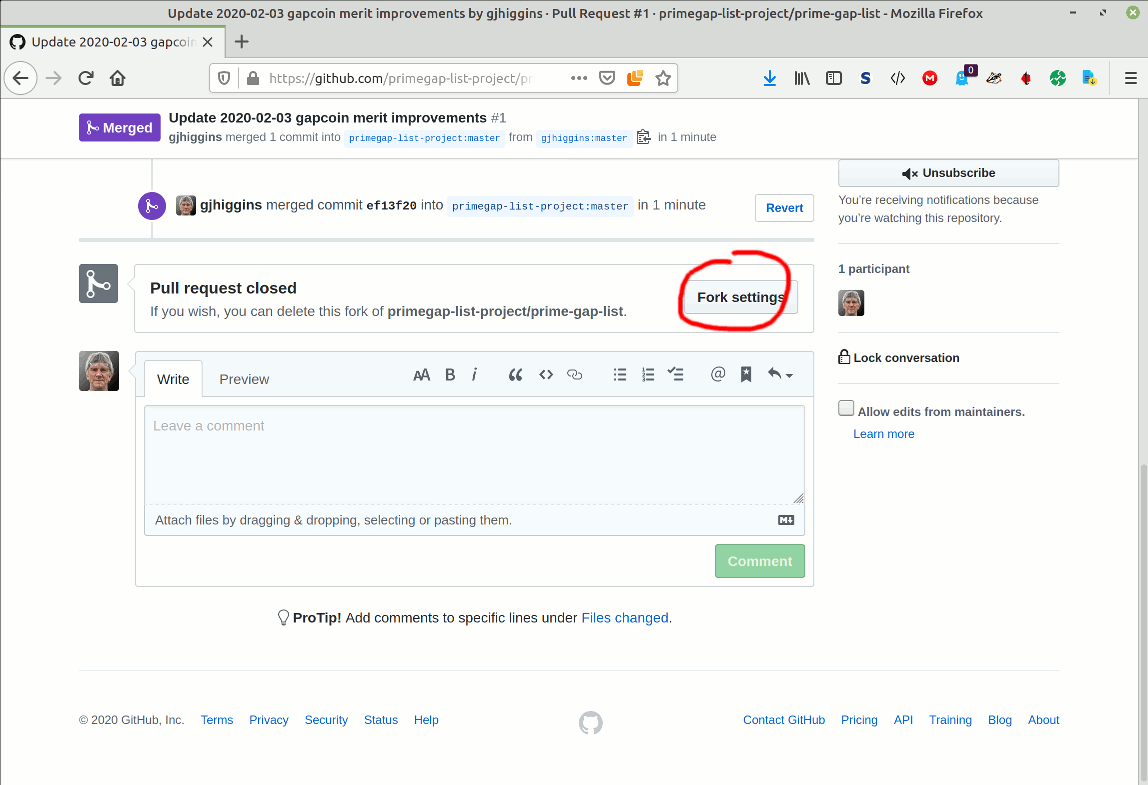 Update 2020-02-03 gapcoin merit improvements by gjhiggins · Pull Request #1 · primegap-list-project/prime-gap-list - Mozilla Firefox
Update 2020-02-03 gapcoin
https://github.com/primegap-list-project/pr
S
M
0
Merged
Update 2020-02-03 gapcoin merit improvements #1
gjhiggins merged 1 commit into primegap-list-project:master from gjhiggins:master in 1 minute
Unsubscribe
You're receiving notifications because
you're watching this repository.
gjhiggins merged commit ef13f20 into primegap-list-project:master in 1 minute
Revert
1 participant
Pull request closed
If you wish, you can delete this fork of primegap-list-project/prime-gap-list.
Fork settings
Lock conversation
Write
Preview
AA B i
@
Allow edits from maintainers.
Learn more
Leave a comment
Attach files by dragging & dropping, selecting or pasting them.
Comment
ProTip! Add comments to specific lines under Files changed.
© 2020 GitHub, Inc. Terms Privacy Security Status Help
Contact GitHub Pricing API Training Blog About